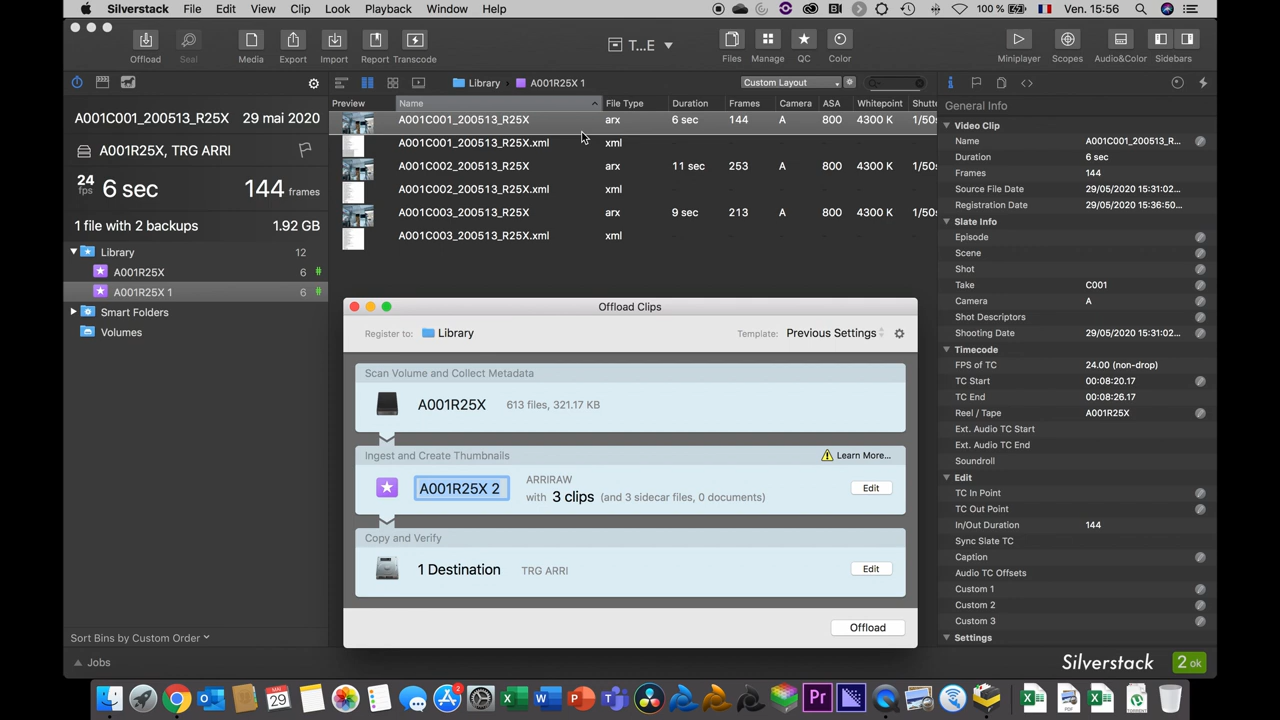 Silverstack File Edit View Clip Look Playback Window Help
100 % Ven. 15:56
Offload Seal Media Export Import Report Transcode
T...E
Files Manage QC Color Miniplayer Scopes Audio&Color Sidebars
Library A001R25X 1 Custom Layout
A001C001_200513_R25X 29 mai 2020
A001R25X, TRG ARRI
24 fps 6 sec 144 frames
1 file with 2 backups 1.92 GB
Library 12
A001R25X 6 #
A001R25X 1 6 #
Smart Folders
Volumes
Sort Bins by Custom Order
Jobs
Preview Name File Type Duration Frames Camera ASA Whitepoint Shutte
A001C001_200513_R25X arx 6 sec 144 A 800 4300 K 1/50
A001C001_200513_R25X.xml xml
A001C002_200513_R25X arx 11 sec 253 A 800 4300 K 1/50
A001C002_200513_R25X.xml xml
A001C003_200513_R25X arx 9 sec 213 A 800 4300 K 1/50
A001C003_200513_R25X.xml xml
Offload Clips
Register to: Library Template: Previous Settings
Scan Volume and Collect Metadata
A001R25X 613 files, 321.17 KB
Ingest and Create Thumbnails Learn More...
A001R25X 2
ARRIRAW
with 3 clips (and 3 sidecar files, 0 documents)
Edit
Copy and Verify
1 Destination TRG ARRI Edit
Offload
General Info
Video Clip
Name A001C001_200513_R...
Duration 6 sec
Frames 144
Source File Date 29/05/2020 15:31:02...
Registration Date 29/05/2020 15:36:50...
Slate Info
Episode
Scene
Shot
Take C001
Camera A
Shot Descriptors
Shooting Date 29/05/2020 15:31:02...
Timecode
FPS of TC 24.00 (non-drop)
TC Start 00:08:20.17
TC End 00:08:26.17
Reel / Tape A001R25X
Ext. Audio TC Start
Ext. Audio TC End
Soundroll
Edit
TC In Point
TC Out Point
In/Out Duration 144
Sync Slate TC
Caption
Audio TC Offsets
Custom 1
Custom 2
Custom 3
Settings
Silverstack 2 ok